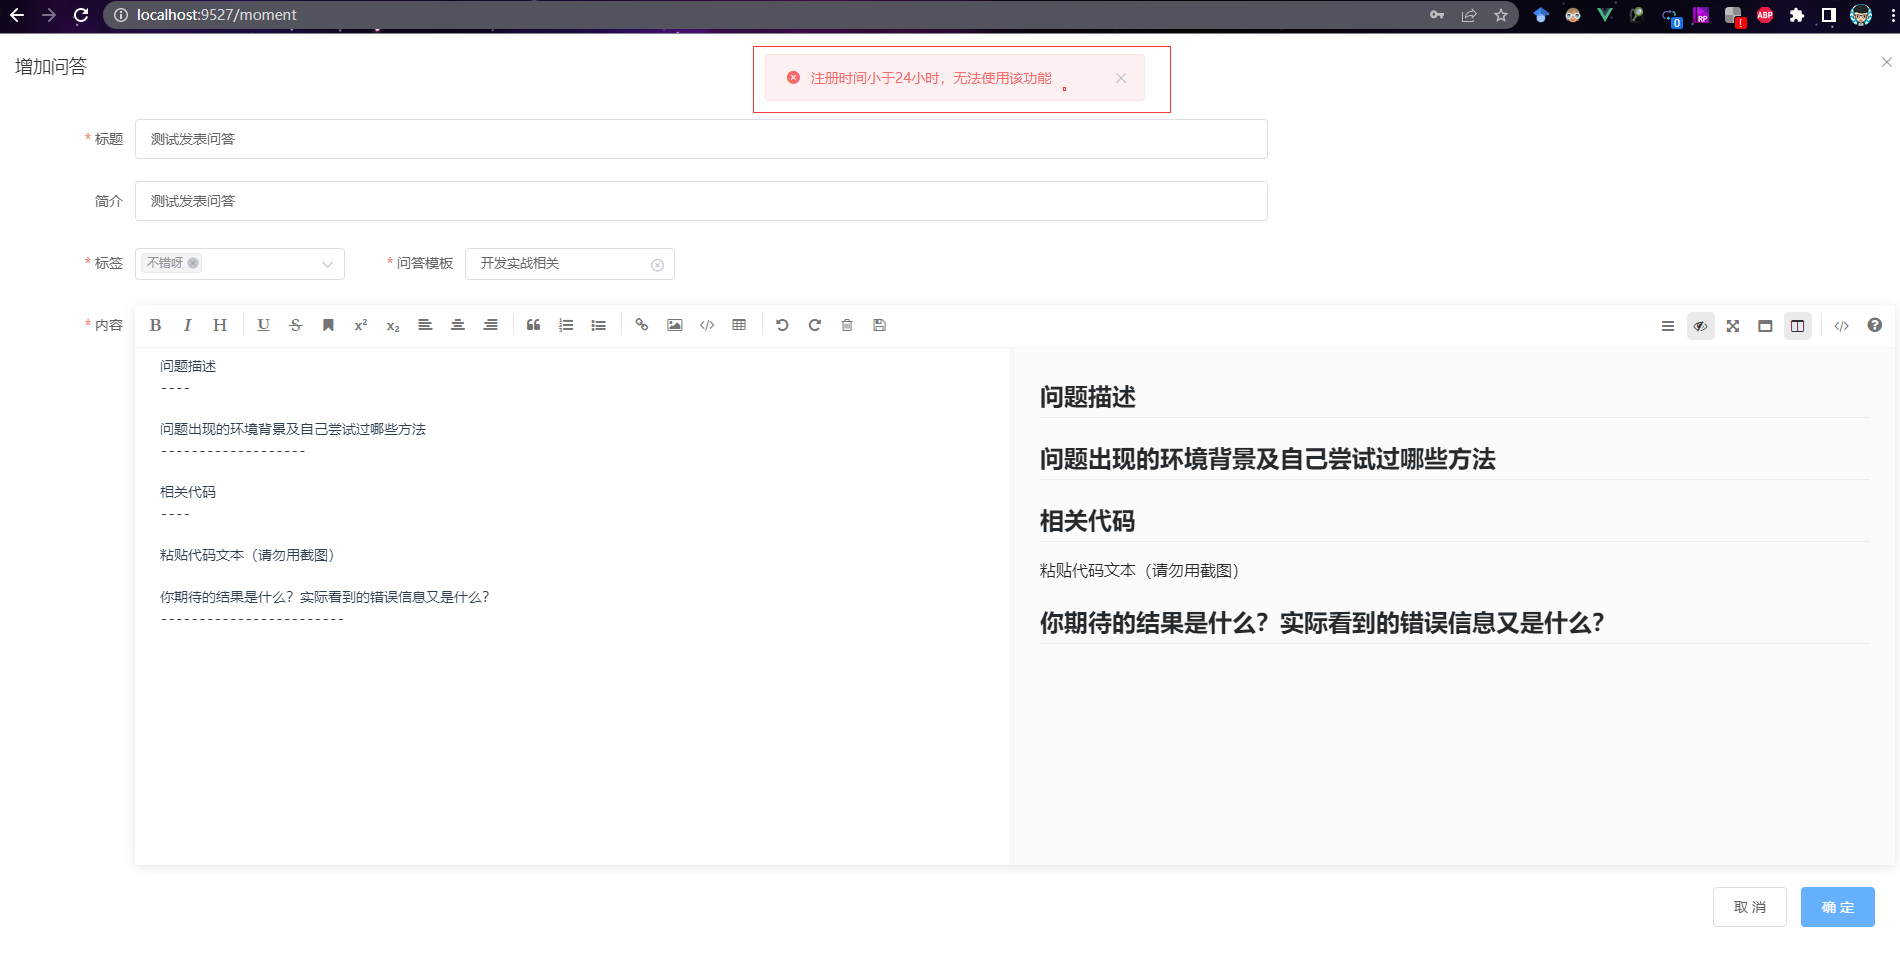 localhost:9527/moment
增加问答
注册时间小于24小时，无法使用该功能
* 标题 测试发表问答
简介 测试发表问答
* 标签 不错呀 * 问答模板 开发实战相关
* 内容
问题描述
----
问题出现的环境背景及自己尝试过哪些方法
-------------------
相关代码
----
粘贴代码文本（请勿用截图）
你期待的结果是什么？实际看到的错误信息又是什么？
------------------------
问题描述
问题出现的环境背景及自己尝试过哪些方法
相关代码
粘贴代码文本（请勿用截图）
你期待的结果是什么？实际看到的错误信息又是什么？
取 消
确 定